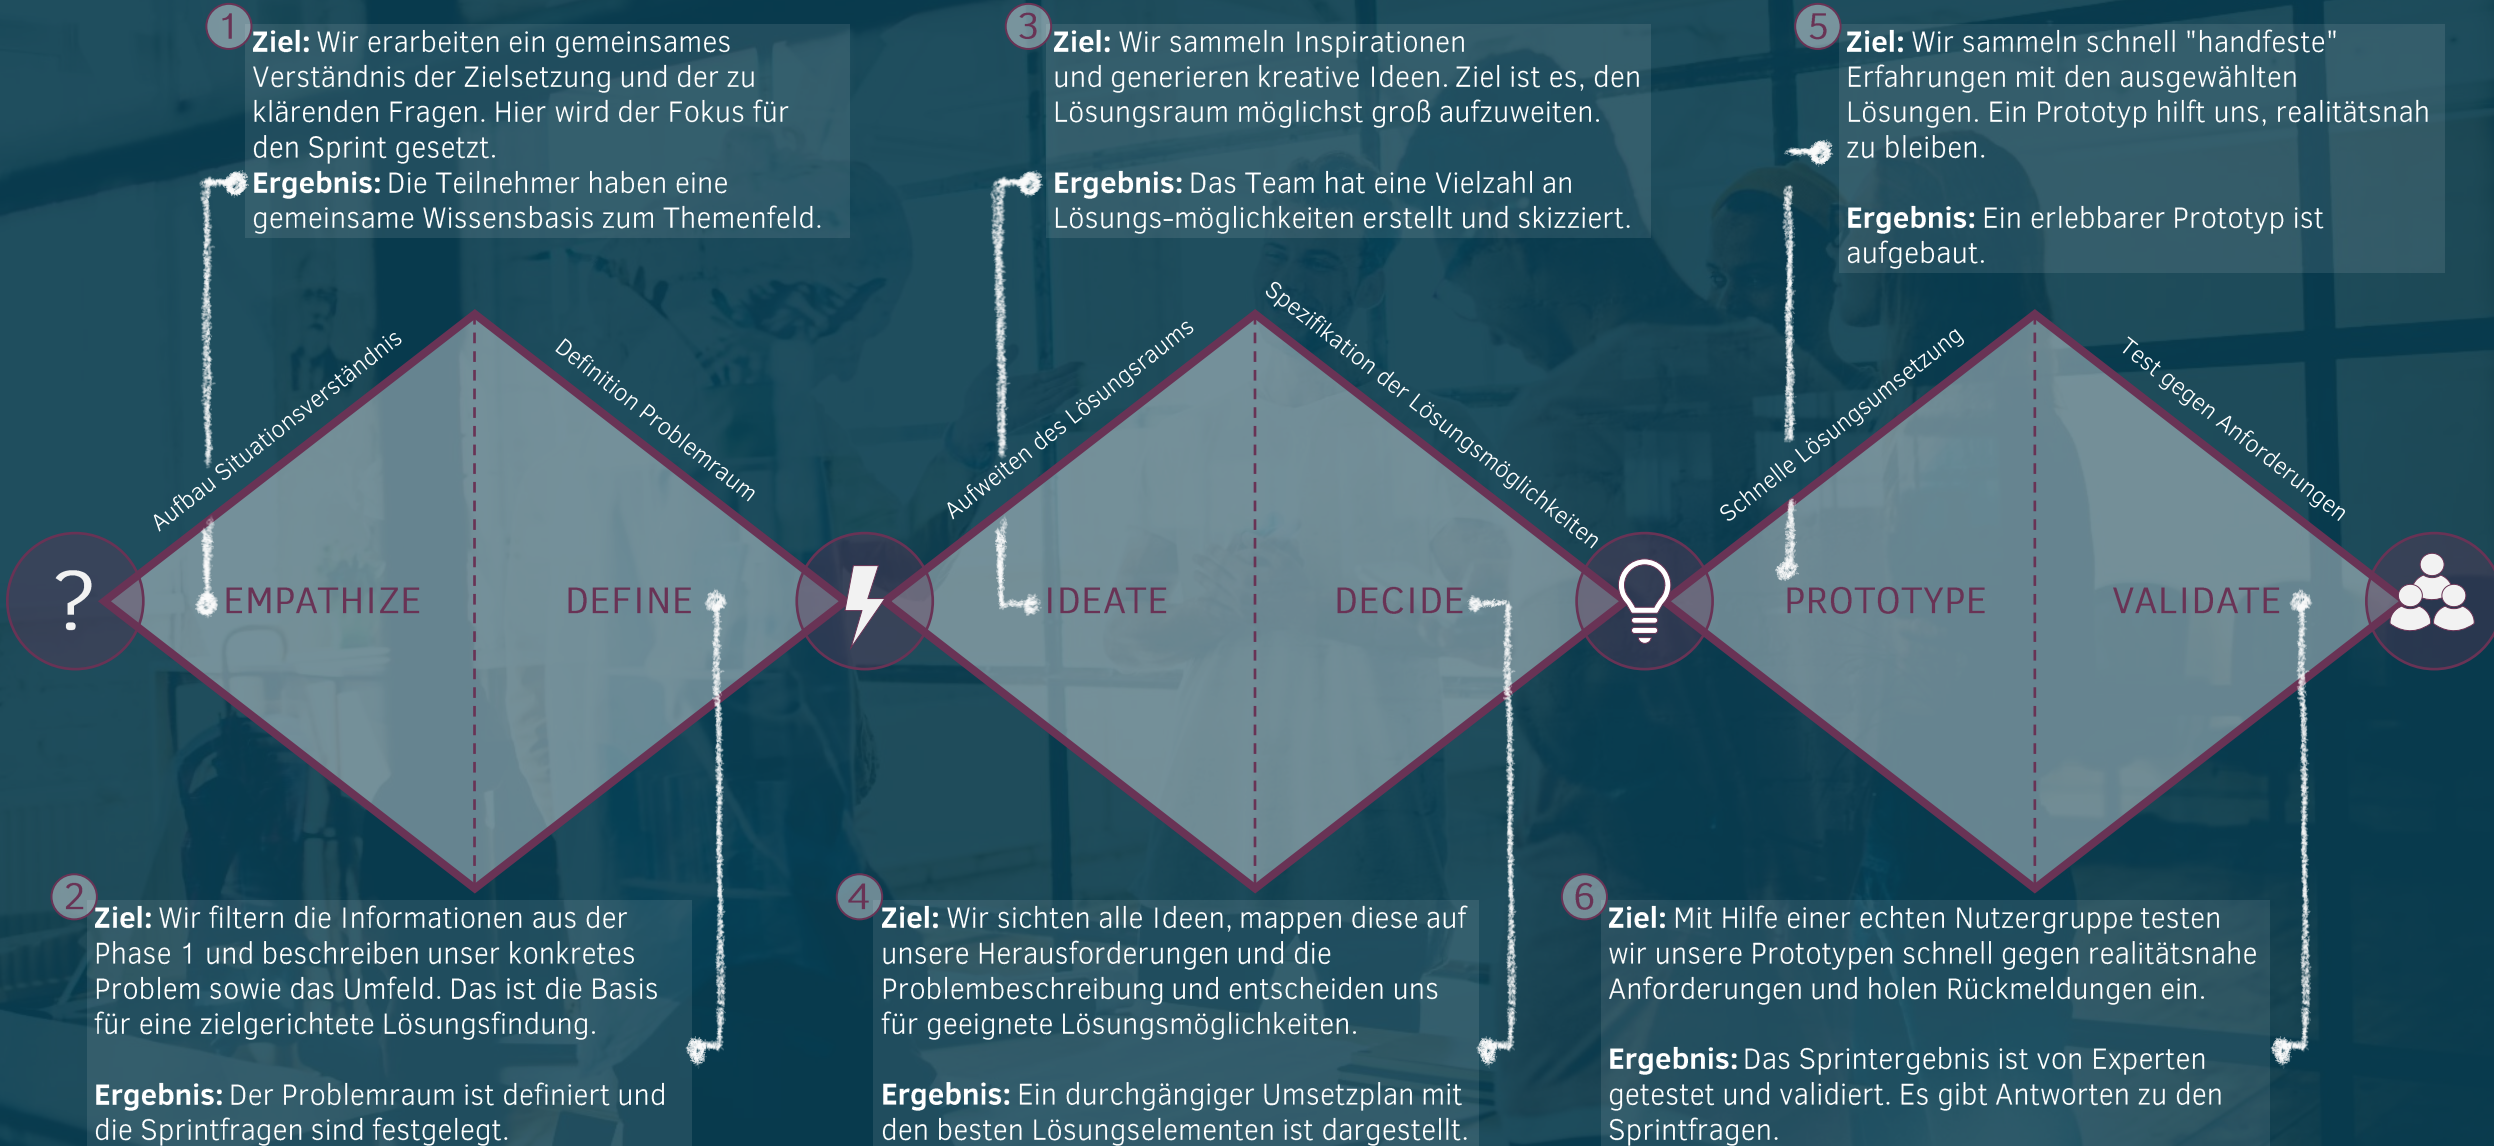 1
Ziel: Wir erarbeiten ein gemeinsames
Verständnis der Zielsetzung und der zu
klärenden Fragen. Hier wird der Fokus für
den Sprint gesetzt.
Ergebnis: Die Teilnehmer haben eine
gemeinsame Wissensbasis zum Themenfeld.
3
Ziel: Wir sammeln Inspirationen
und generieren kreative Ideen. Ziel ist es, den
Lösungsraum möglichst groß aufzuweiten.
Ergebnis: Das Team hat eine Vielzahl an
Lösungs-möglichkeiten erstellt und skizziert.
5
Ziel: Wir sammeln schnell "handfeste"
Erfahrungen mit den ausgewählten
Lösungen. Ein Prototyp hilft uns, realitätsnah
zu bleiben.
Ergebnis: Ein erlebbarer Prototyp ist
aufgebaut.
Aufbau Situationsverständnis
Definition Problemraum
Aufweiten des Lösungsraums
Spezifikation der Lösungsmöglichkeiten
Schnelle Lösungsumsetzung
Test gegen Anforderungen
?
EMPATHIZE
DEFINE
IDEATE
DECIDE
PROTOTYPE
VALIDATE
2
Ziel: Wir filtern die Informationen aus der
Phase 1 und beschreiben unser konkretes
Problem sowie das Umfeld. Das ist die Basis
für eine zielgerichtete Lösungsfindung.
Ergebnis: Der Problemraum ist definiert und
die Sprintfragen sind festgelegt.
4
Ziel: Wir sichten alle Ideen, mappen diese auf
unsere Herausforderungen und die
Problembeschreibung und entscheiden uns
für geeignete Lösungsmöglichkeiten.
Ergebnis: Ein durchgängiger Umsetzplan mit
den besten Lösungselementen ist dargestellt.
6
Ziel: Mit Hilfe einer echten Nutzergruppe testen
wir unsere Prototypen schnell gegen realitätsnahe
Anforderungen und holen Rückmeldungen ein.
Ergebnis: Das Sprintergebnis ist von Experten
getestet und validiert. Es gibt Antworten zu den
Sprintfragen.